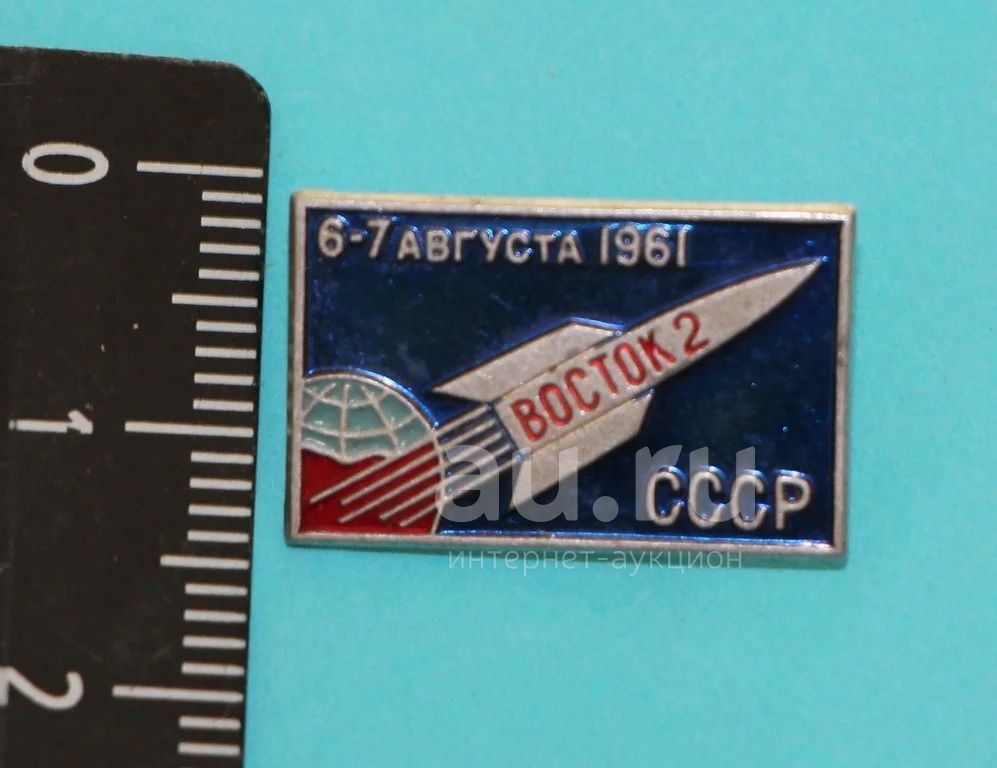 0
1
2
6-7 АВГУСТА 1961
ВОСТОК 2
СССР
au.ru
интернет-аукцион